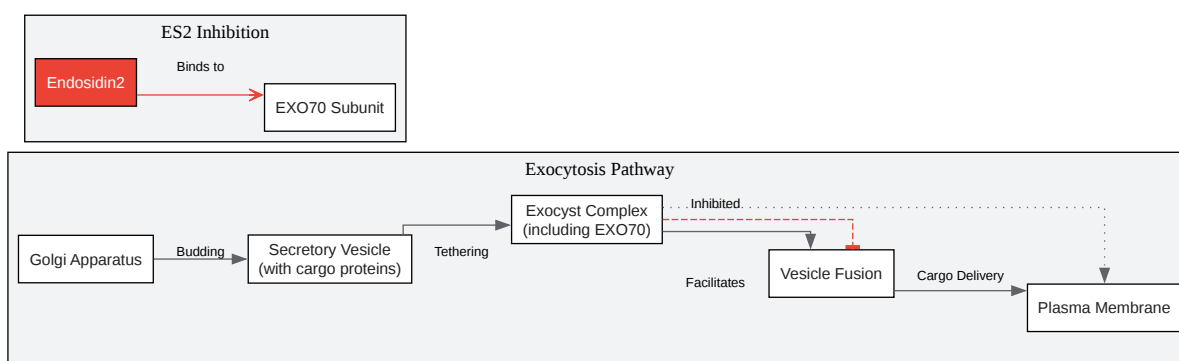 ES2 Inhibition
Endosidin2
Binds to
EXO70 Subunit
Exocytosis Pathway
Golgi Apparatus
Budding
Secretory Vesicle
(with cargo proteins)
Tethering
Exocyst Complex
(including EXO70)
Inhibited
Facilitates
Vesicle Fusion
Cargo Delivery
Plasma Membrane